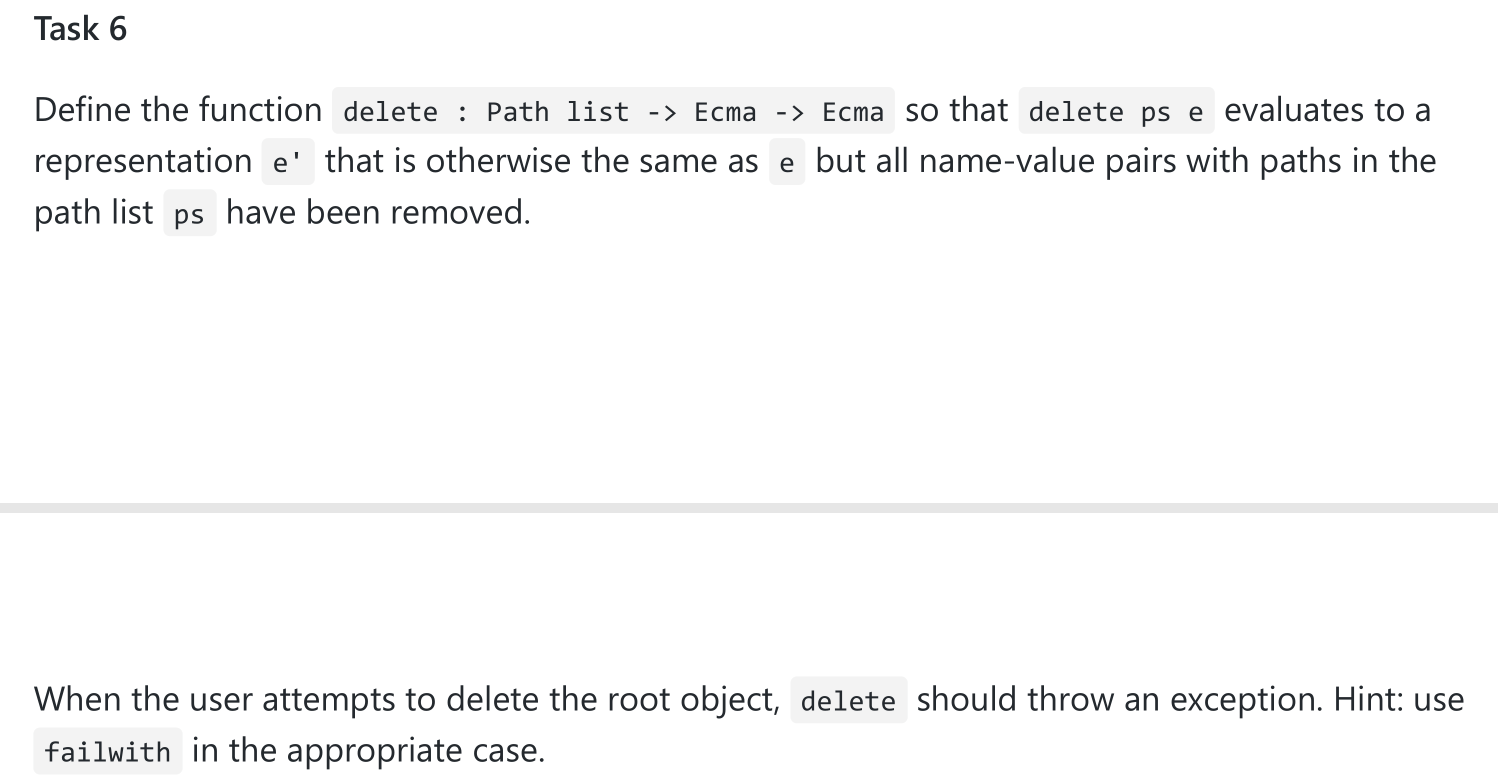 Task 6
Define the function delete : Path list -> Ecma -> Ecma so that delete ps e evaluates to a
representation e' that is otherwise the same as e but all name-value pairs with paths in the
path list ps have been removed.
When the user attempts to delete the root object, delete should throw an exception. Hint: use
failwith in the appropriate case.